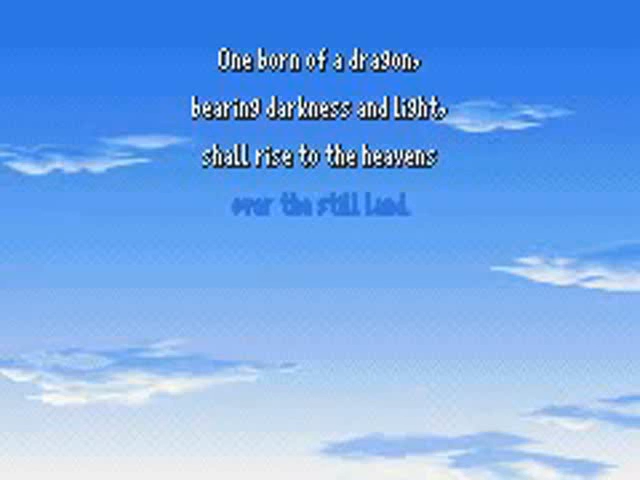 One born of a dragon,
bearing darkness and light,
shall rise to the heavens
over the still land.